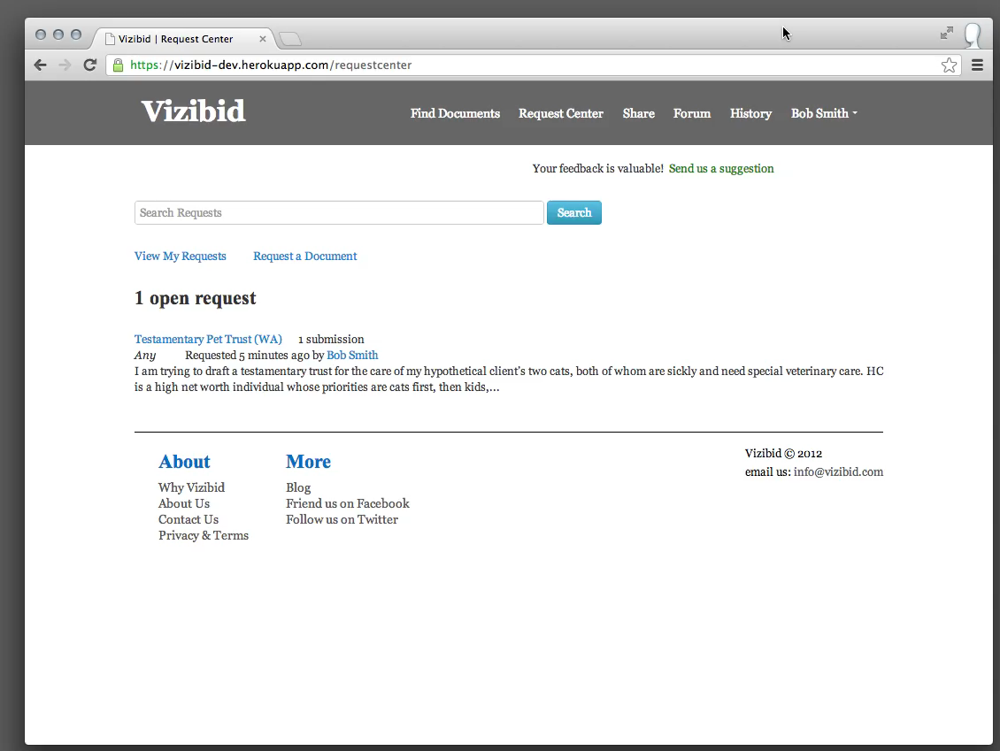 Vizibid | Request Center
https://vizibid-dev.herokuapp.com/requestcenter
Vizibid
Find Documents Request Center Share Forum History Bob Smith
Your feedback is valuable! Send us a suggestion
Search Requests Search
View My Requests Request a Document
1 open request
Testamentary Pet Trust (WA) 1 submission
Any Requested 5 minutes ago by Bob Smith
I am trying to draft a testamentary trust for the care of my hypothetical client's two cats, both of whom are sickly and need special veterinary care. HC
is a high net worth individual whose priorities are cats first, then kids,...
About
Why Vizibid
About Us
Contact Us
Privacy & Terms
More
Blog
Friend us on Facebook
Follow us on Twitter
Vizibid © 2012
email us: info@vizibid.com